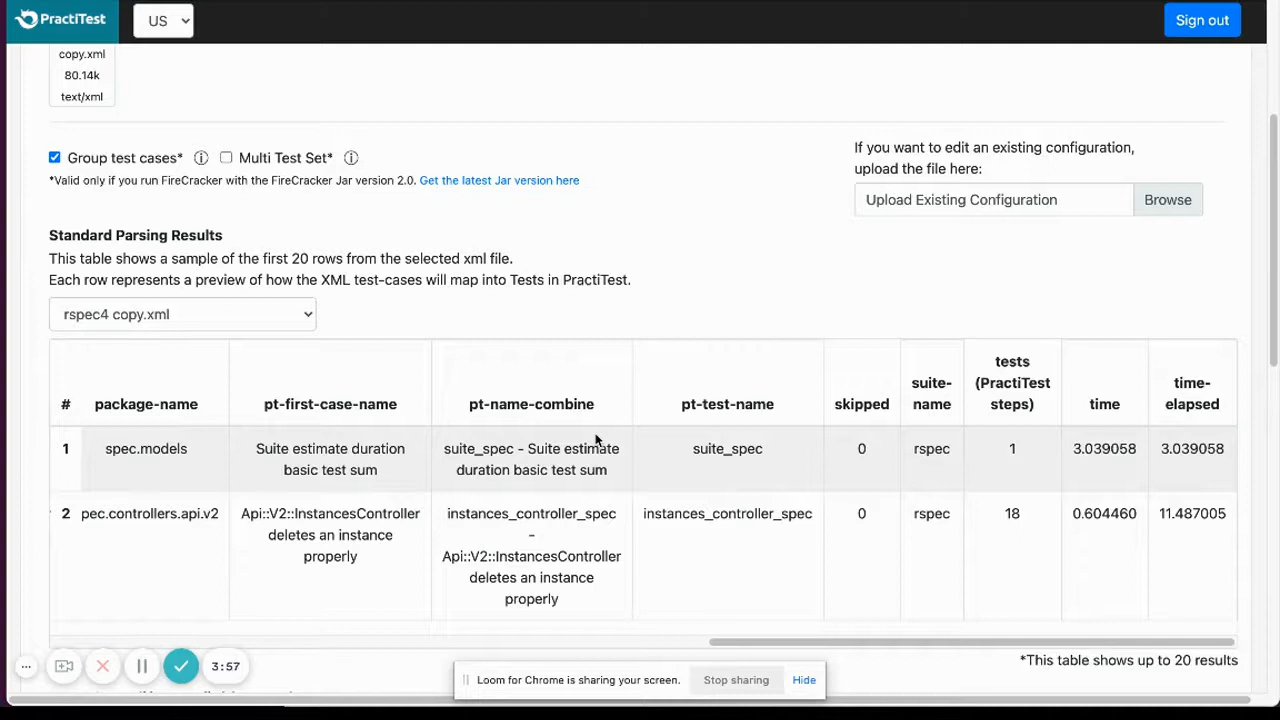 PractiTest
US
Sign out
copy.xml
80.14k
text/xml
Group test cases*
Multi Test Set*
*Valid only if you run FireCracker with the FireCracker Jar version 2.0. Get the latest Jar version here
If you want to edit an existing configuration,
upload the file here:
Upload Existing Configuration
Browse
Standard Parsing Results
This table shows a sample of the first 20 rows from the selected xml file.
Each row represents a preview of how the XML test-cases will map into Tests in PractiTest.
rspec4 copy.xml
# package-name pt-first-case-name pt-name-combine pt-test-name skipped suite-name tests (PractiTest steps) time time-elapsed
1 spec.models Suite estimate duration basic test sum suite_spec - Suite estimate duration basic test sum suite_spec 0 rspec 1 3.039058 3.039058
2 pec.controllers.api.v2 Api::V2::InstancesController deletes an instance properly instances_controller_spec - Api::V2::InstancesController deletes an instance properly instances_controller_spec 0 rspec 18 0.604460 11.487005
*This table shows up to 20 results
3:57
Loom for Chrome is sharing your screen.
Stop sharing
Hide